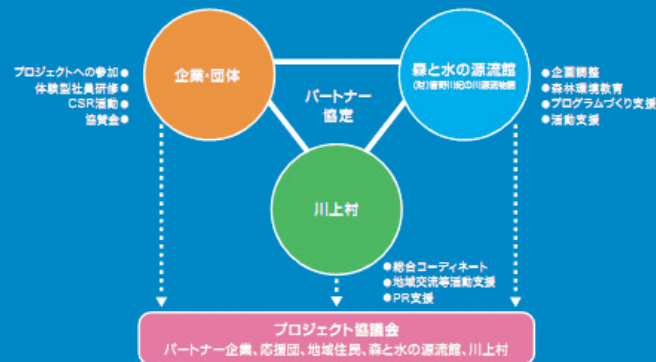 プロジェクトへの参加●
体験型社員研修●
CSR活動●
協賛金●
企業・団体
パートナー
協定
森と水の源流館
(財)吉野川紀の川源流物語
●企画調整
●森林環境教育
●プログラムづくり支援
●活動支援
川上村
●総合コーディネート
●地域交流等活動支援
●PR支援
プロジェクト協議会
パートナー企業、応援団、地域住民、森と水の源流館、川上村